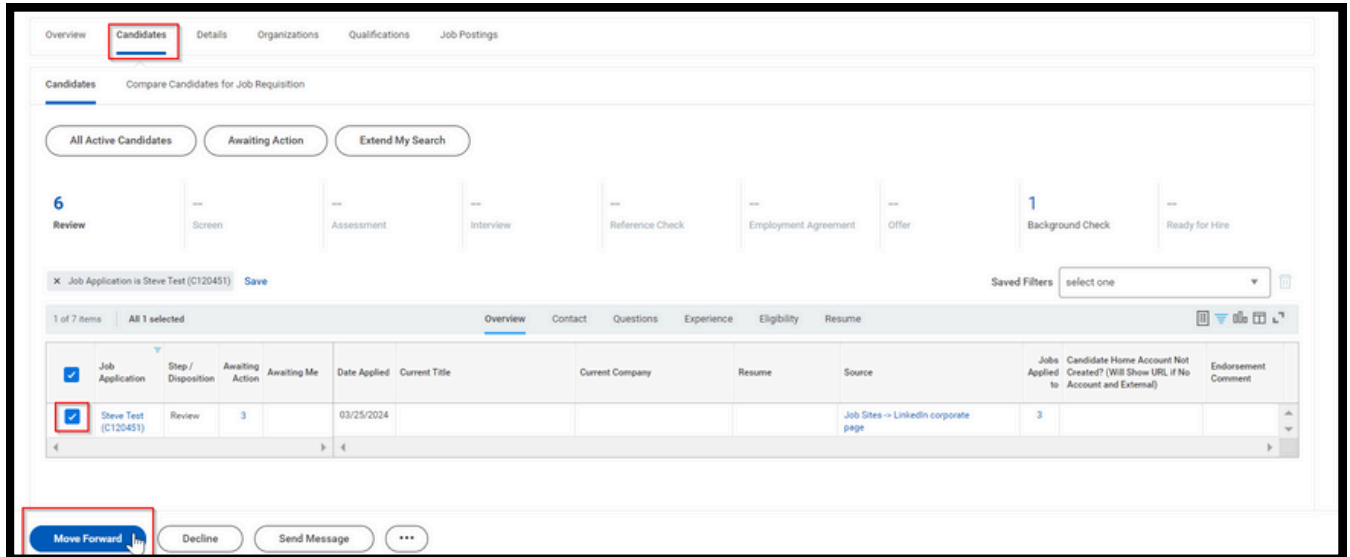 Overview Candidates Details Organizations Qualifications Job Postings
Candidates Compare Candidates for Job Requisition
All Active Candidates Awaiting Action Extend My Search
6 -- -- -- -- -- -- 1 --
Review Screen Assessment Interview Reference Check Employment Agreement Offer Background Check Ready for Hire
X Job Application is Steve Test (C120451) Save Saved Filters select one
1 of 7 items All 1 selected Overview Contact Questions Experience Eligibility Resume
Job Application Step / Disposition Awaiting Action Awaiting Me Date Applied Current Title Current Company Resume Source Jobs Applied to Candidate Home Account Not Created? (Will Show URL if No Account and External) Endorsement Comment
Steve Test (C120451) Review 3 03/25/2024 Job Sites -> LinkedIn corporate page 3
Move Forward Decline Send Message ...